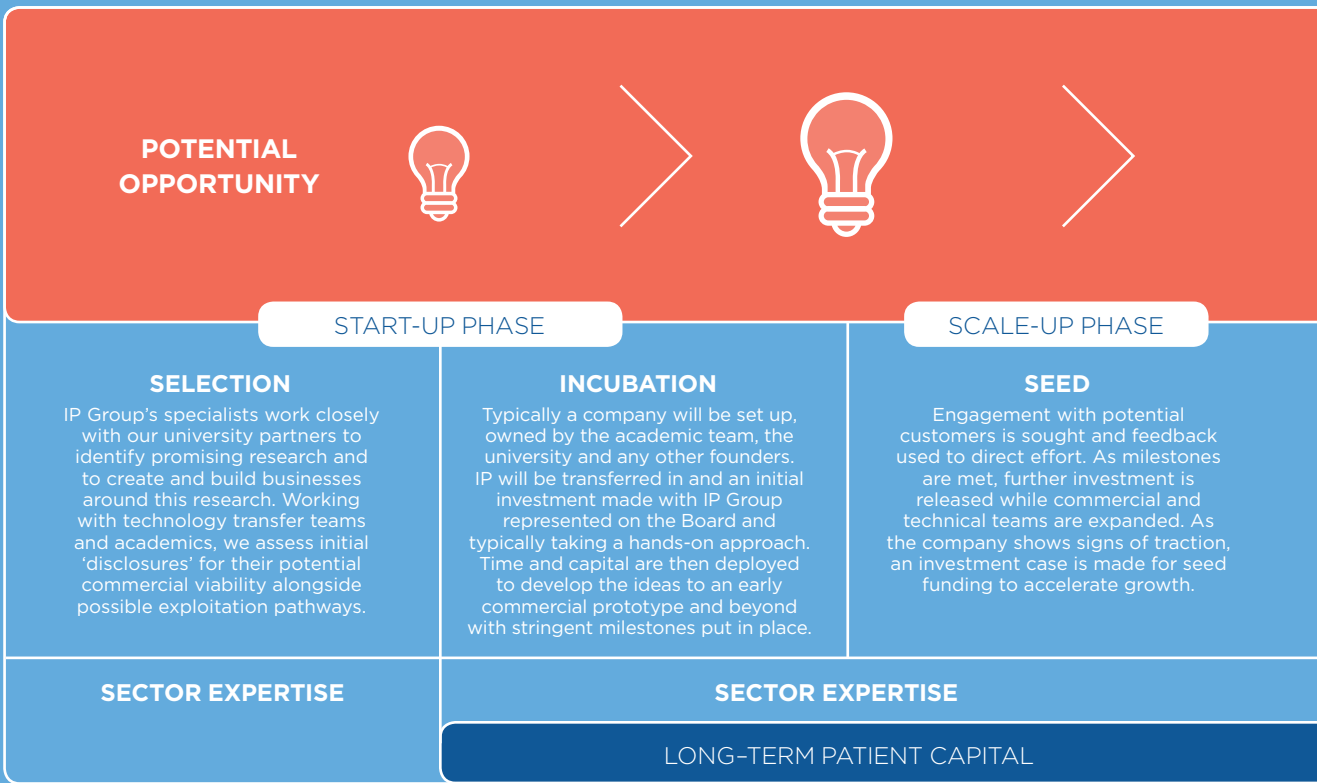 POTENTIAL
OPPORTUNITY
START-UP PHASE
SCALE-UP PHASE
SELECTION
IP Group's specialists work closely
with our university partners to
identify promising research and
to create and build businesses
around this research. Working
with technology transfer teams
and academics, we assess initial
‘disclosures’ for their potential
commercial viability alongside
possible exploitation pathways.
INCUBATION
Typically a company will be set up,
owned by the academic team, the
university and any other founders.
IP will be transferred in and an initial
investment made with IP Group
represented on the Board and
typically taking a hands-on approach.
Time and capital are then deployed
to develop the ideas to an early
commercial prototype and beyond
with stringent milestones put in place.
SEED
Engagement with potential
customers is sought and feedback
used to direct effort. As milestones
are met, further investment is
released while commercial and
technical teams are expanded. As
the company shows signs of traction,
an investment case is made for seed
funding to accelerate growth.
SECTOR EXPERTISE
SECTOR EXPERTISE
LONG–TERM PATIENT CAPITAL